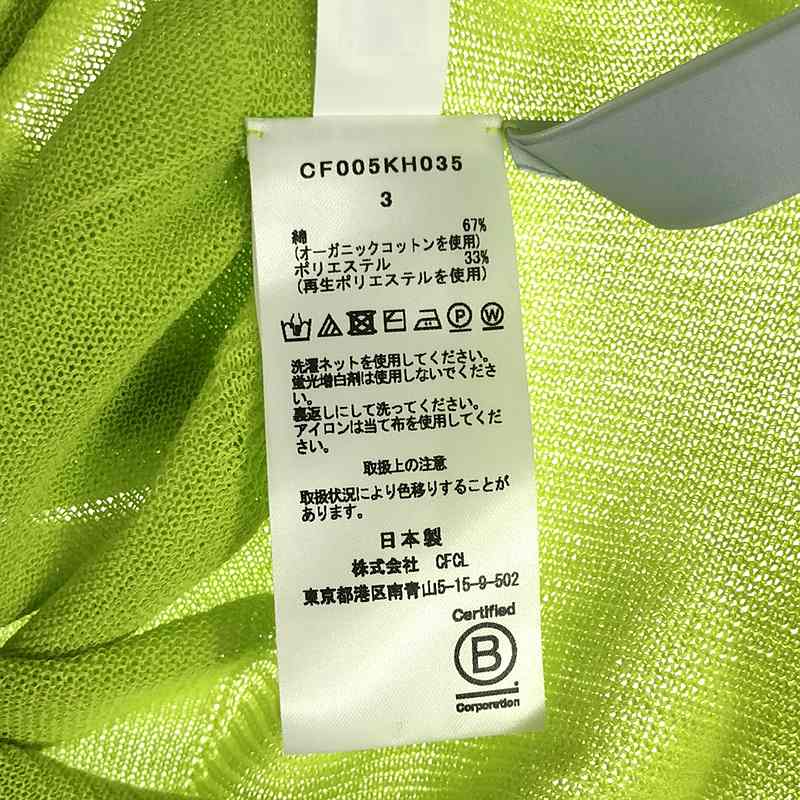 CF005KH035
3
綿 67%
(オーガニックコットンを使用)
ポリエステル 33%
(再生ポリエステルを使用)
P W
洗濯ネットを使用してください。
蛍光増白剤は使用しないでくださ
い。
裏返しにして洗ってください。
アイロンは当て布を使用してくだ
さい。
取扱上の注意
取扱状況により色移りすることが
あります。
日本製
株式会社 CFCL
東京都港区南青山5-15-9-502
Certified
B
Corporation